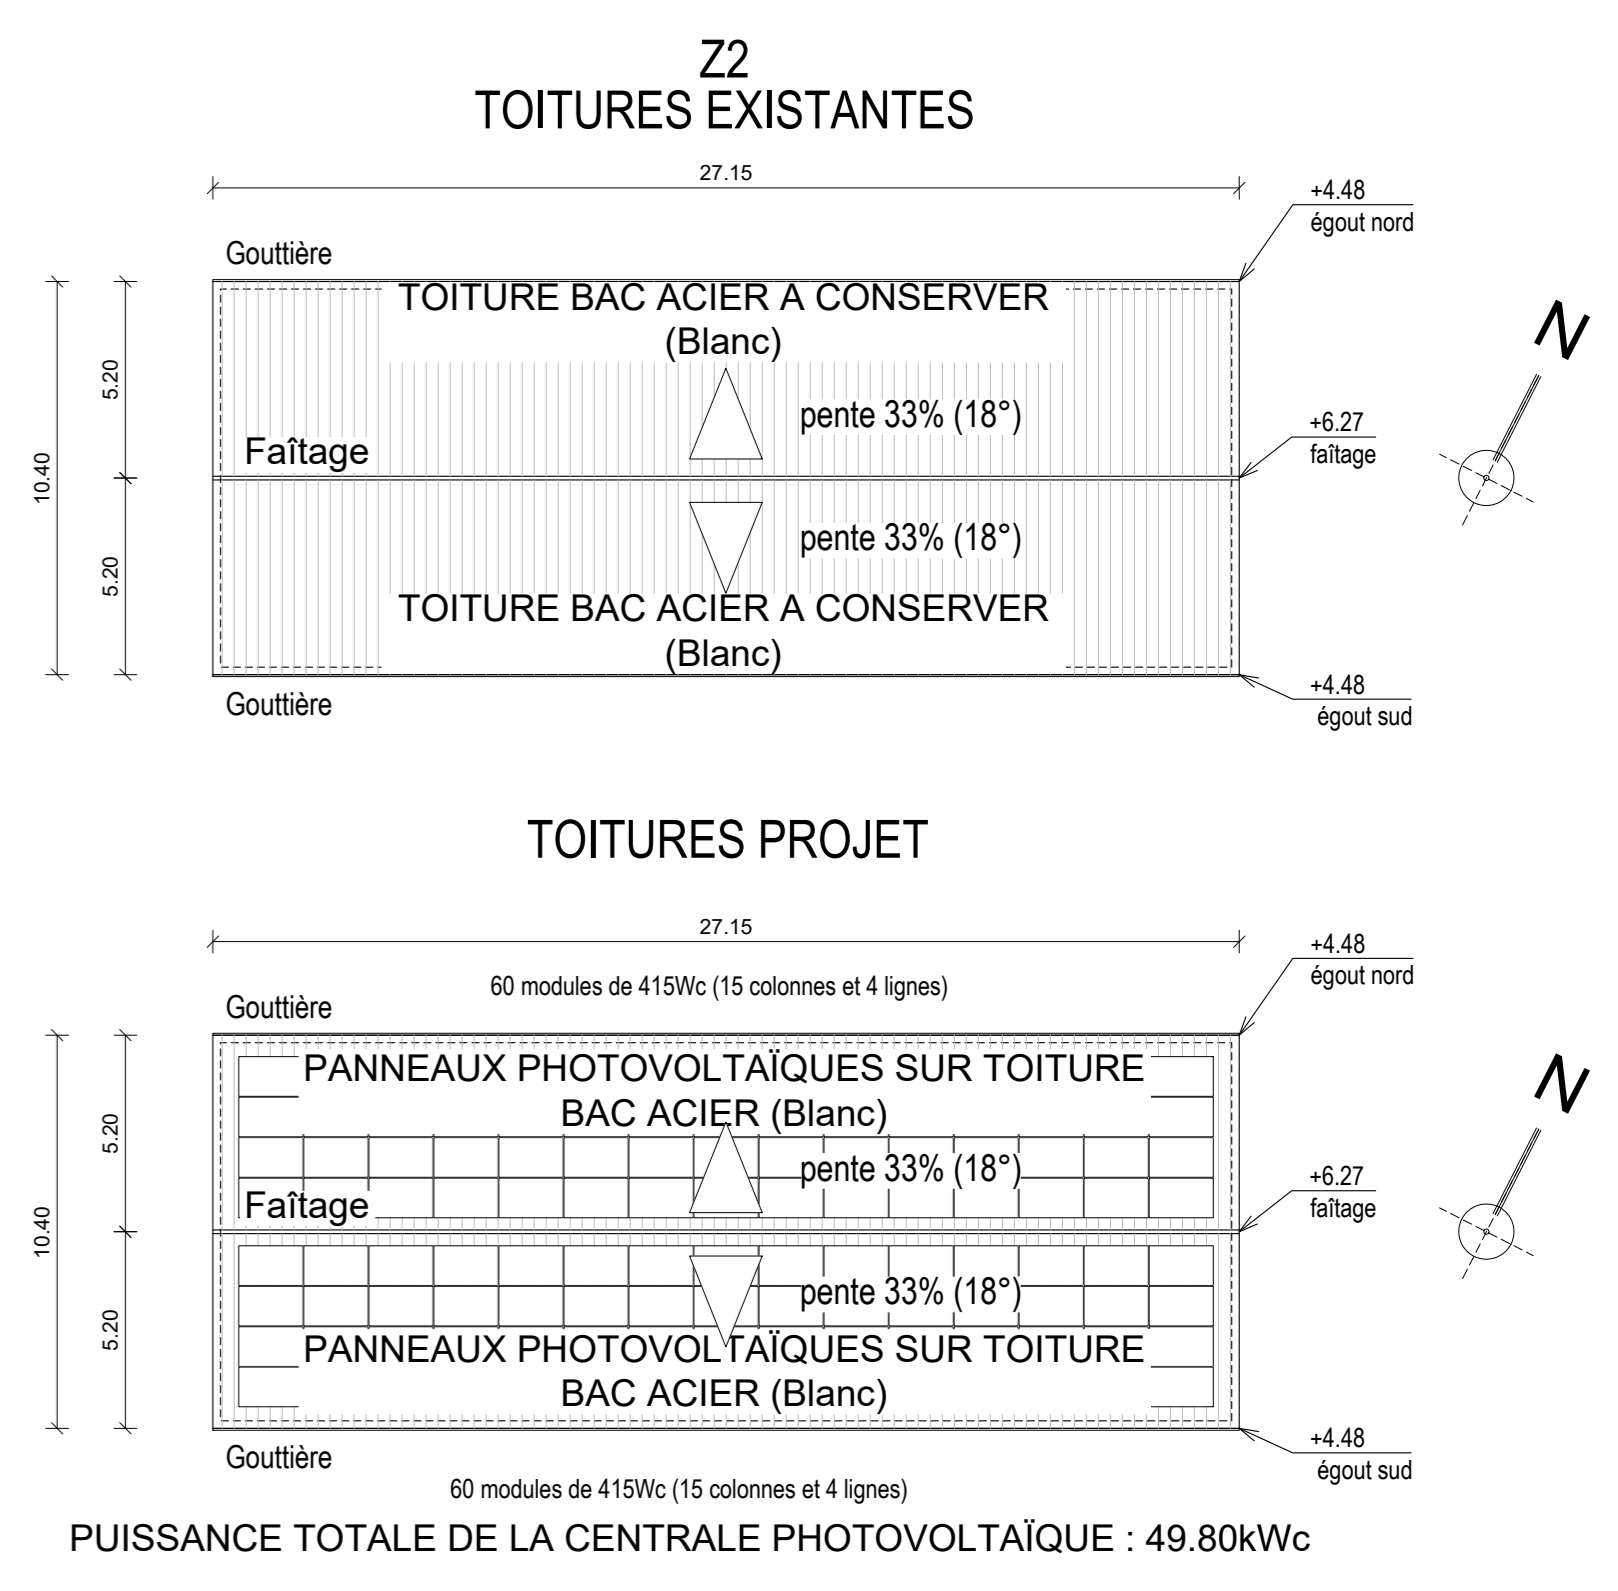 Z2
TOITURES EXISTANTES
27.15
+4.48
égout nord
Gouttière
TOITURE BAC ACIER A CONSERVER
(Blanc)
N
5.20
pente 33% (18°)
Faîtage
+6.27
faîtage
10.40
pente 33% (18°)
5.20
TOITURE BAC ACIER A CONSERVER
(Blanc)
Gouttière
+4.48
égout sud
TOITURES PROJET
27.15
+4.48
égout nord
60 modules de 415Wc (15 colonnes et 4 lignes)
Gouttière
PANNEAUX PHOTOVOLTAÏQUES SUR TOITURE
BAC ACIER (Blanc)
N
5.20
pente 33% (18°)
Faîtage
+6.27
faîtage
10.40
pente 33% (18°)
5.20
PANNEAUX PHOTOVOLTAÏQUES SUR TOITURE
BAC ACIER (Blanc)
Gouttière
+4.48
égout sud
60 modules de 415Wc (15 colonnes et 4 lignes)
PUISSANCE TOTALE DE LA CENTRALE PHOTOVOLTAÏQUE : 49.80kWc